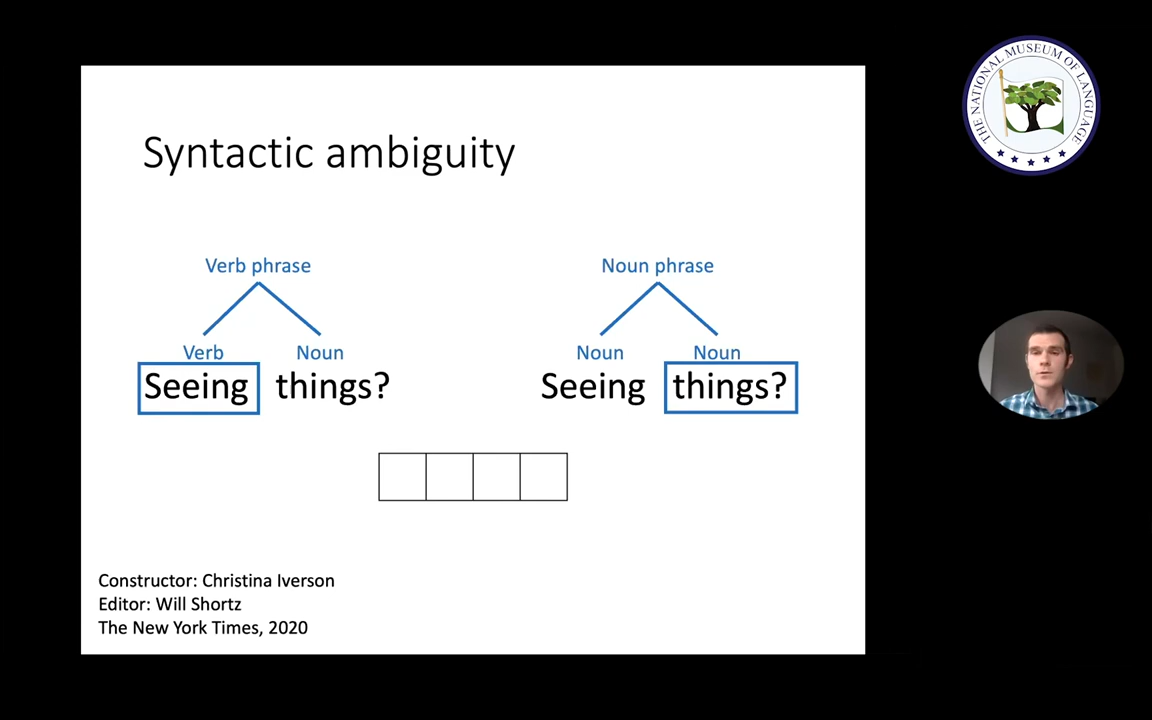 THE NATIONAL MUSEUM OF LANGUAGE
Syntactic ambiguity
Verb phrase
Noun phrase
Verb
Noun
Noun
Noun
Seeing things?
Seeing things?
Constructor: Christina Iverson
Editor: Will Shortz
The New York Times, 2020